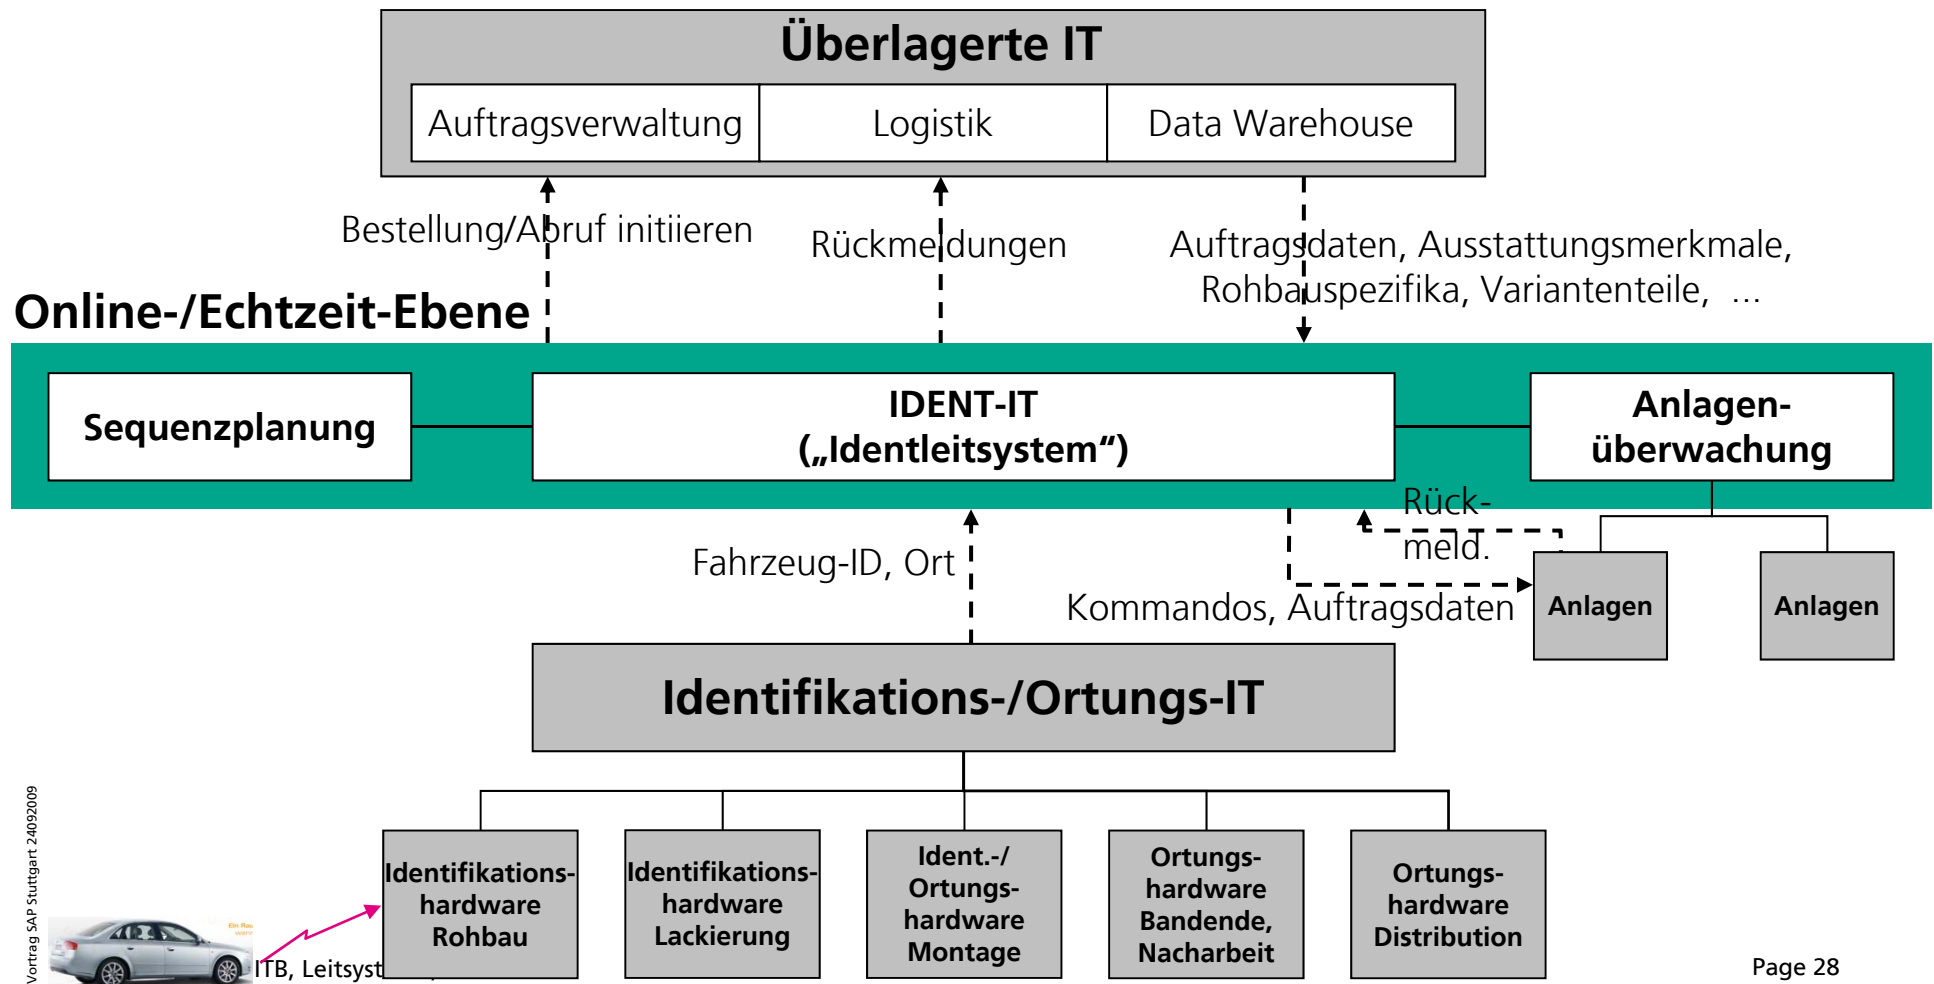 Überlagerte IT
Auftragsverwaltung
Logistik
Data Warehouse
Bestellung/Abruf initiieren
Rückmeldungen
Auftragsdaten, Ausstattungsmerkmale,
Rohbauspezifika, Variantenteile, ...
Online-/Echtzeit-Ebene
Sequenzplanung
IDENT-IT
(„Identleitsystem“)
Anlagen-
überwachung
Rück-
meld.
Fahrzeug-ID, Ort
Kommandos, Auftragsdaten
Anlagen
Anlagen
Identifikations-/Ortungs-IT
Identifikations-
hardware
Rohbau
Identifikations-
hardware
Lackierung
Ident.-/
Ortungs-
hardware
Montage
Ortungs-
hardware
Bandende,
Nacharbeit
Ortungs-
hardware
Distribution
Vortrag SAP Stuttgart 24092009
Ein Rau
ITB, Leitsyst
Page 28